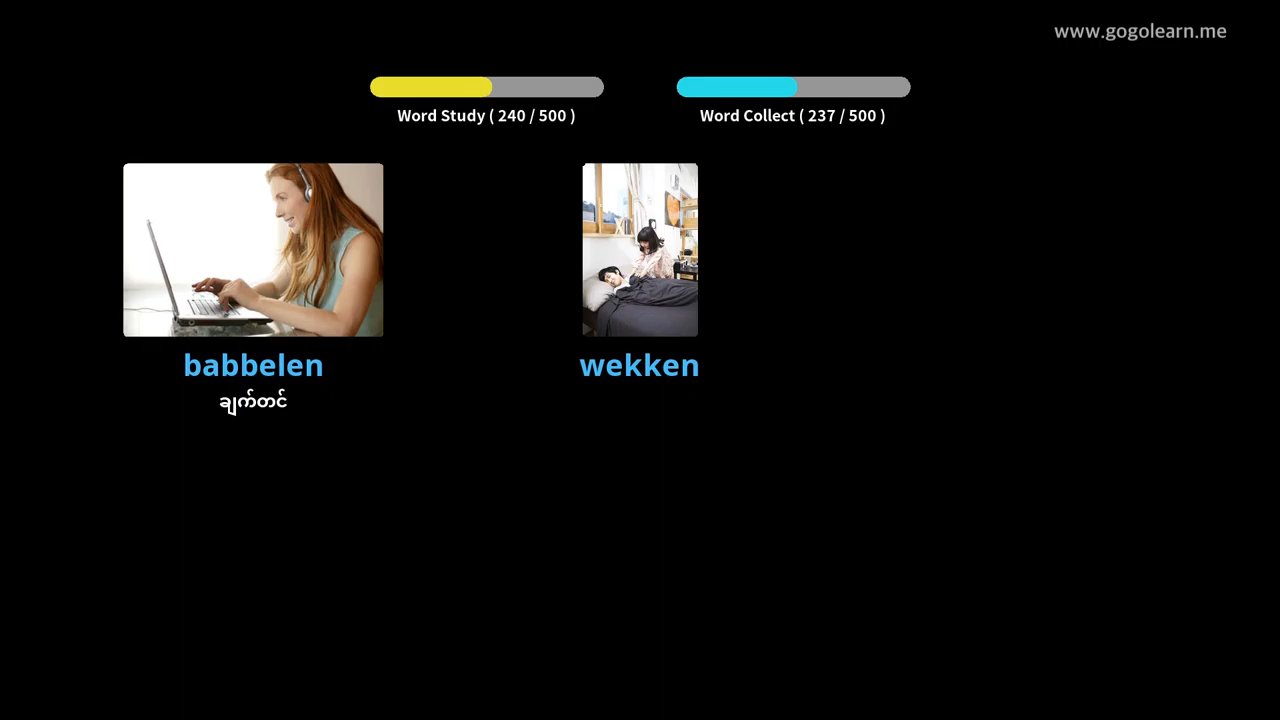 www.gogolearn.me
Word Study ( 240 / 500 )
Word Collect ( 237 / 500 )
babbelen
wekken
ချက်တင်